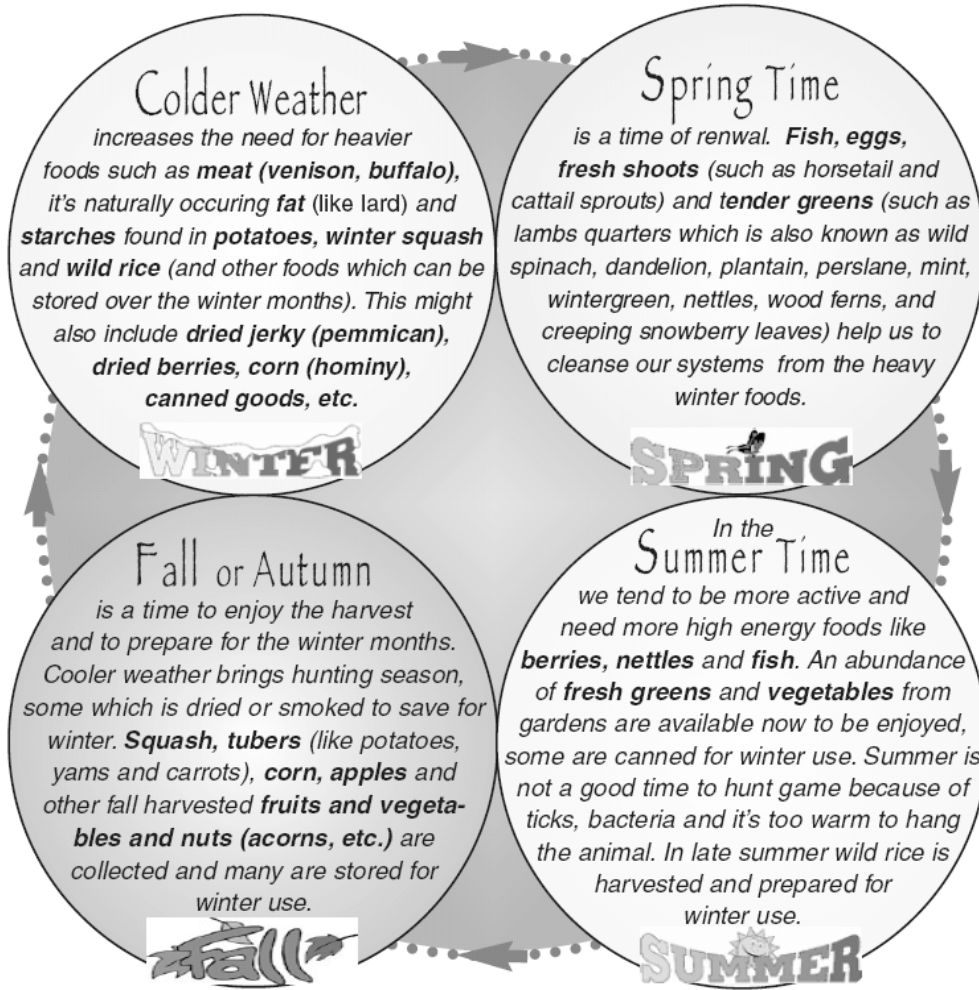 Colder Weather
increases the need for heavier
foods such as meat (venison, buffalo),
it's naturally occuring fat (like lard) and
starches found in potatoes, winter squash
and wild rice (and other foods which can be
stored over the winter months). This might
also include dried jerky (pemmican),
dried berries, corn (hominy),
canned goods, etc.
WINTER
Spring Time
is a time of renwal. Fish, eggs,
fresh shoots (such as horsetail and
cattail sprouts) and tender greens (such as
lambs quarters which is also known as wild
spinach, dandelion, plantain, perslane, mint,
wintergreen, nettles, wood ferns, and
creeping snowberry leaves) help us to
cleanse our systems from the heavy
winter foods.
SPRING
In the
Summer Time
we tend to be more active and
need more high energy foods like
berries, nettles and fish. An abundance
of fresh greens and vegetables from
gardens are available now to be enjoyed,
some are canned for winter use. Summer is
not a good time to hunt game because of
ticks, bacteria and it's too warm to hang
the animal. In late summer wild rice is
harvested and prepared for
winter use.
SUMMER
Fall or Autumn
is a time to enjoy the harvest
and to prepare for the winter months.
Cooler weather brings hunting season,
some which is dried or smoked to save for
winter. Squash, tubers (like potatoes,
yams and carrots), corn, apples and
other fall harvested fruits and vegeta-
bles and nuts (acorns, etc.) are
collected and many are stored for
winter use.
fall